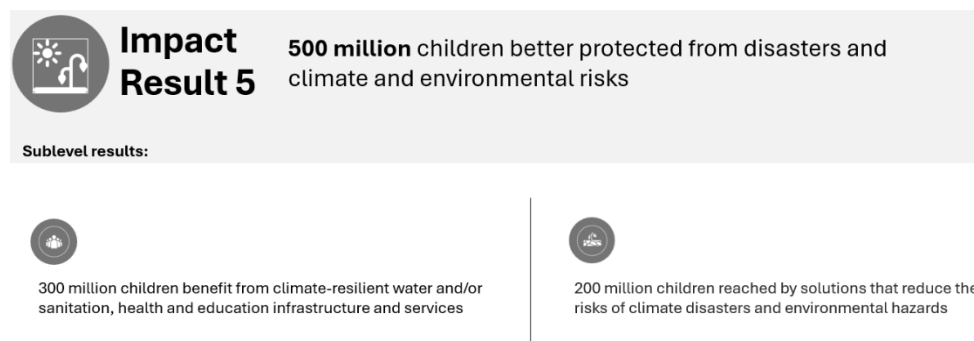 Impact
Result 5
500 million children better protected from disasters and
climate and environmental risks
Sublevel results:
300 million children benefit from climate-resilient water and/or
sanitation, health and education infrastructure and services
200 million children reached by solutions that reduce the
risks of climate disasters and environmental hazards